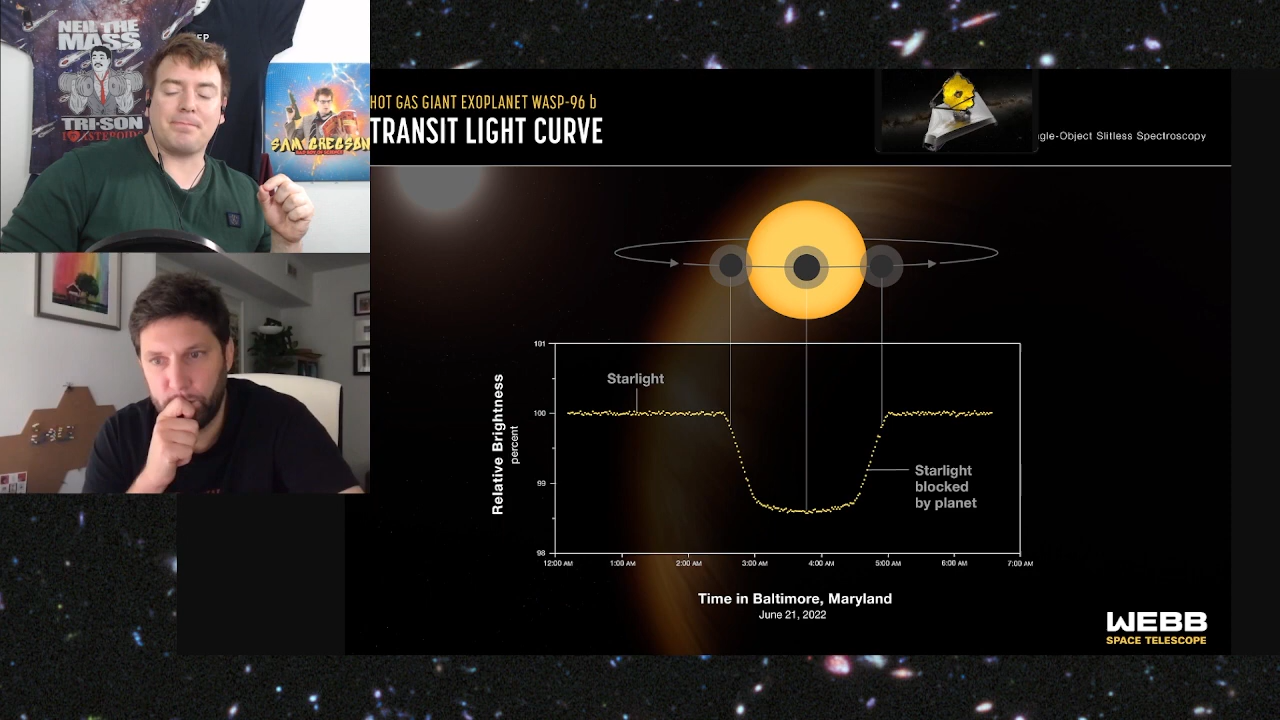 NEIL THE
MASS
TRI-SON
SAM GREGSON
HOT GAS GIANT EXOPLANET WASP-96 b
TRANSIT LIGHT CURVE
gle-Object Slitless Spectroscopy
101
100
99
98
Relative Brightness
percent
Starlight
Starlight
blocked
by planet
12:00 AM 1:00 AM 2:00 AM 3:00 AM 4:00 AM 5:00 AM 6:00 AM 7:00 AM
Time in Baltimore, Maryland
June 21, 2022
WEBB
SPACE TELESCOPE